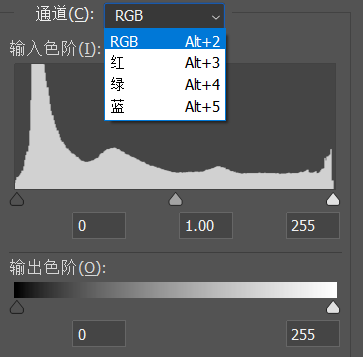 通道(C): RGB
RGB Alt+2
红 Alt+3
绿 Alt+4
蓝 Alt+5
输入色阶(I):
0 1.00 255
输出色阶(O):
0 255